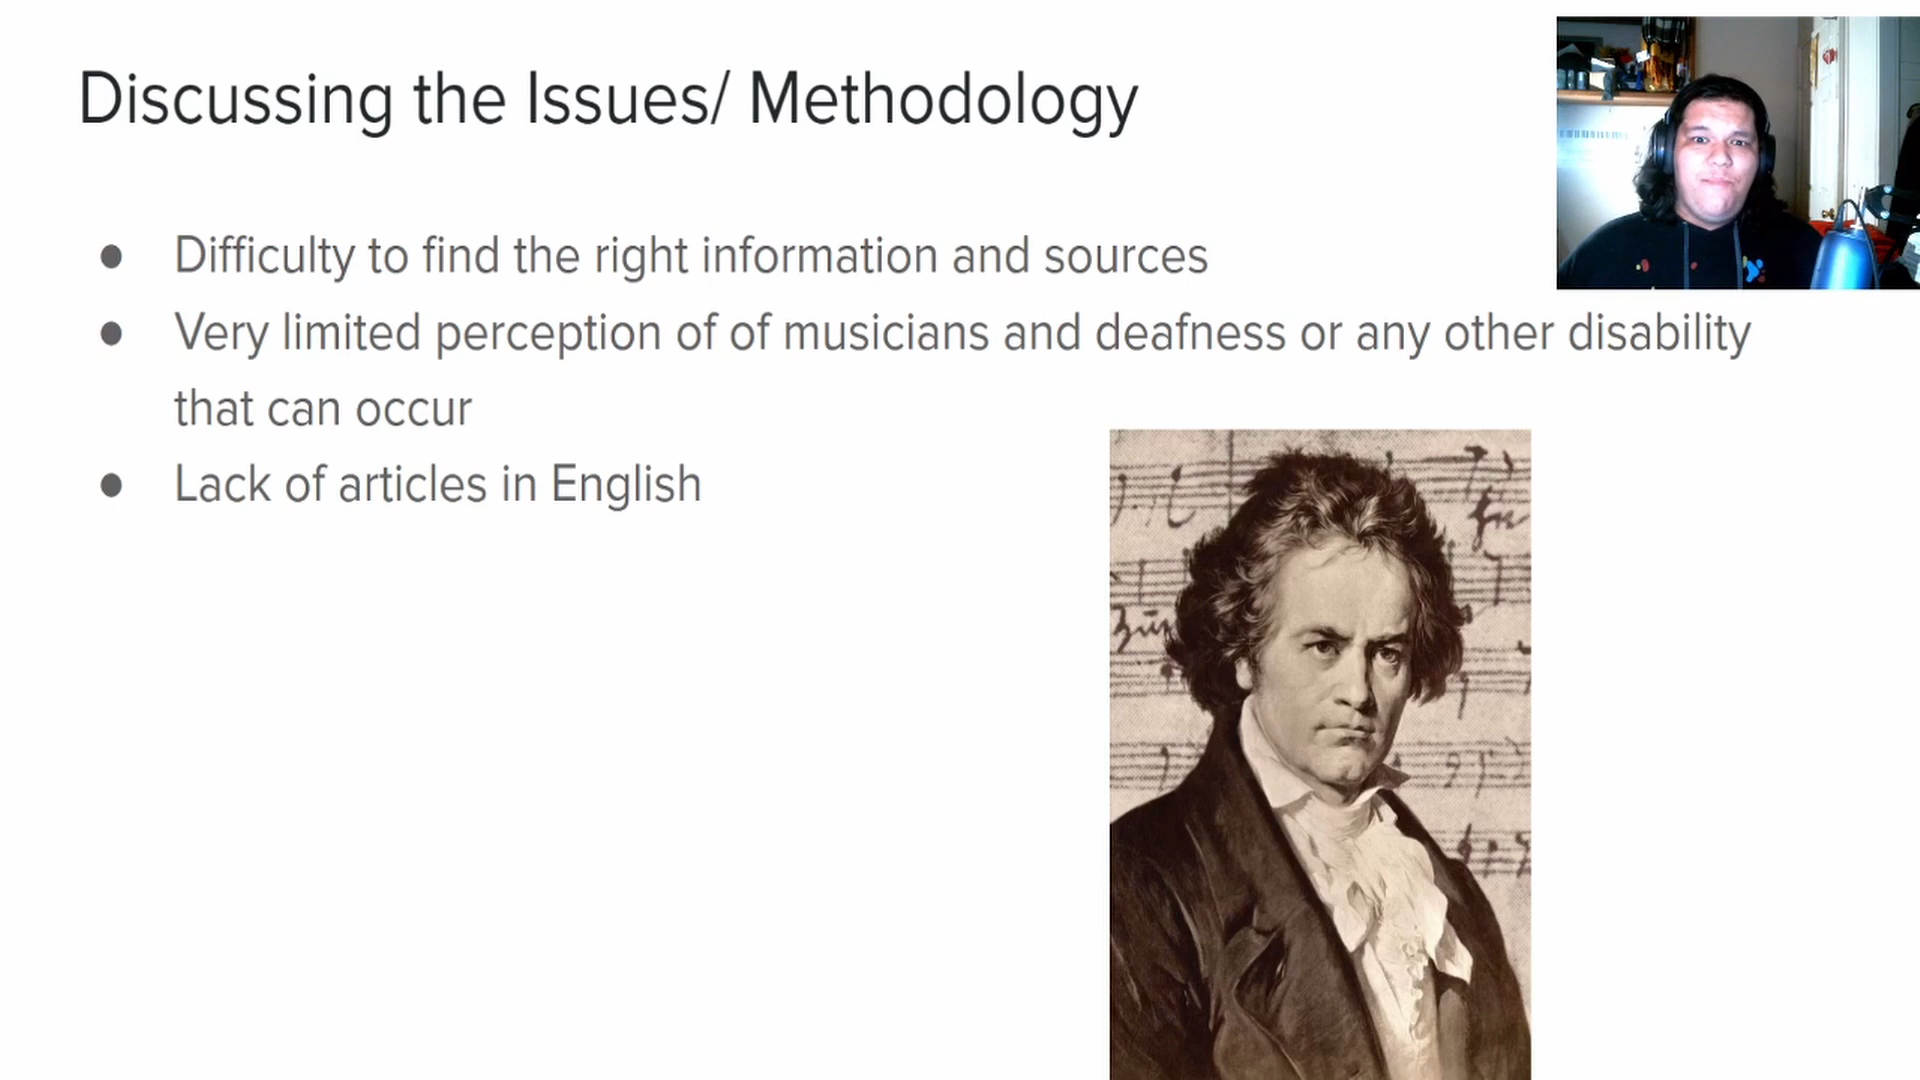 Discussing the Issues/ Methodology
● Difficulty to find the right information and sources
● Very limited perception of of musicians and deafness or any other disability
that can occur
● Lack of articles in English